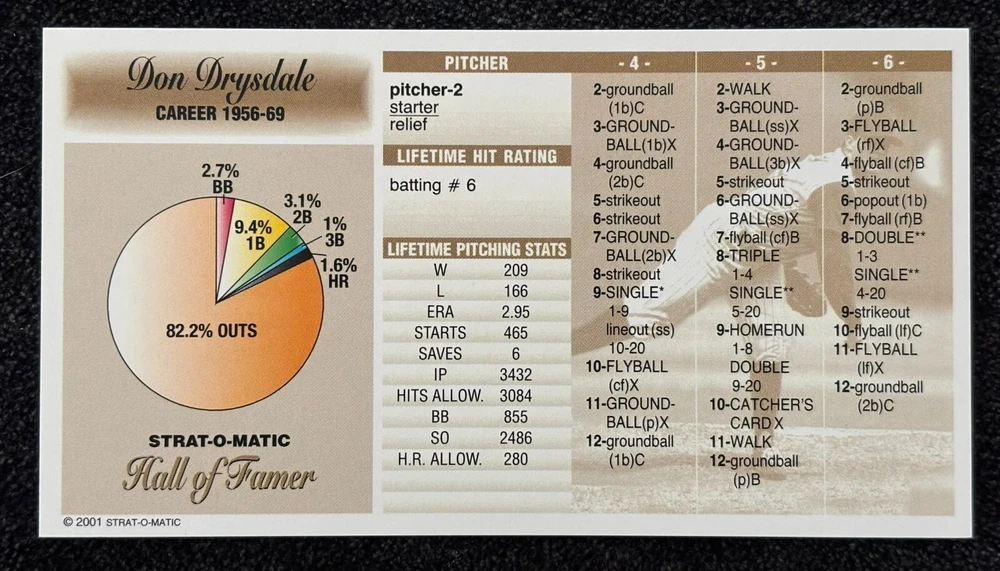 Don Drysdale
CAREER 1956-69
2.7%
BB
3.1%
2B
9.4%
1B
1%
3B
1.6%
HR
82.2% OUTS
STRAT-O-MATIC
Hall of Famer
© 2001 STRAT-O-MATIC
PITCHER
pitcher-2
starter
relief
LIFETIME HIT RATING
batting # 6
LIFETIME PITCHING STATS
W 209
L 166
ERA 2.95
STARTS 465
SAVES 6
IP 3432
HITS ALLOW. 3084
BB 855
SO 2486
H.R. ALLOW. 280
- 4 -
2-groundball
(1b)C
3-GROUND-
BALL(1b)X
4-groundball
(2b)C
5-strikeout
6-strikeout
7-GROUND-
BALL(2b)X
8-strikeout
9-SINGLE*
1-9
lineout(ss)
10-20
10-FLYBALL
(cf)X
11-GROUND-
BALL(p)X
12-groundball
(1b)C
- 5 -
2-WALK
3-GROUND-
BALL(ss)X
4-GROUND-
BALL(3b)X
5-strikeout
6-GROUND-
BALL(ss)X
7-flyball(cf)B
8-TRIPLE
1-4
SINGLE**
5-20
9-HOMERUN
1-8
DOUBLE
9-20
10-CATCHER'S
CARD X
11-WALK
12-groundball
(p)B
- 6 -
2-groundball
(p)B
3-FLYBALL
(rf)X
4-flyball(cf)B
5-strikeout
6-popout(1b)
7-flyball(rf)B
8-DOUBLE**
1-3
SINGLE**
4-20
9-strikeout
10-flyball(lf)C
11-FLYBALL
(lf)X
12-groundball
(2b)C